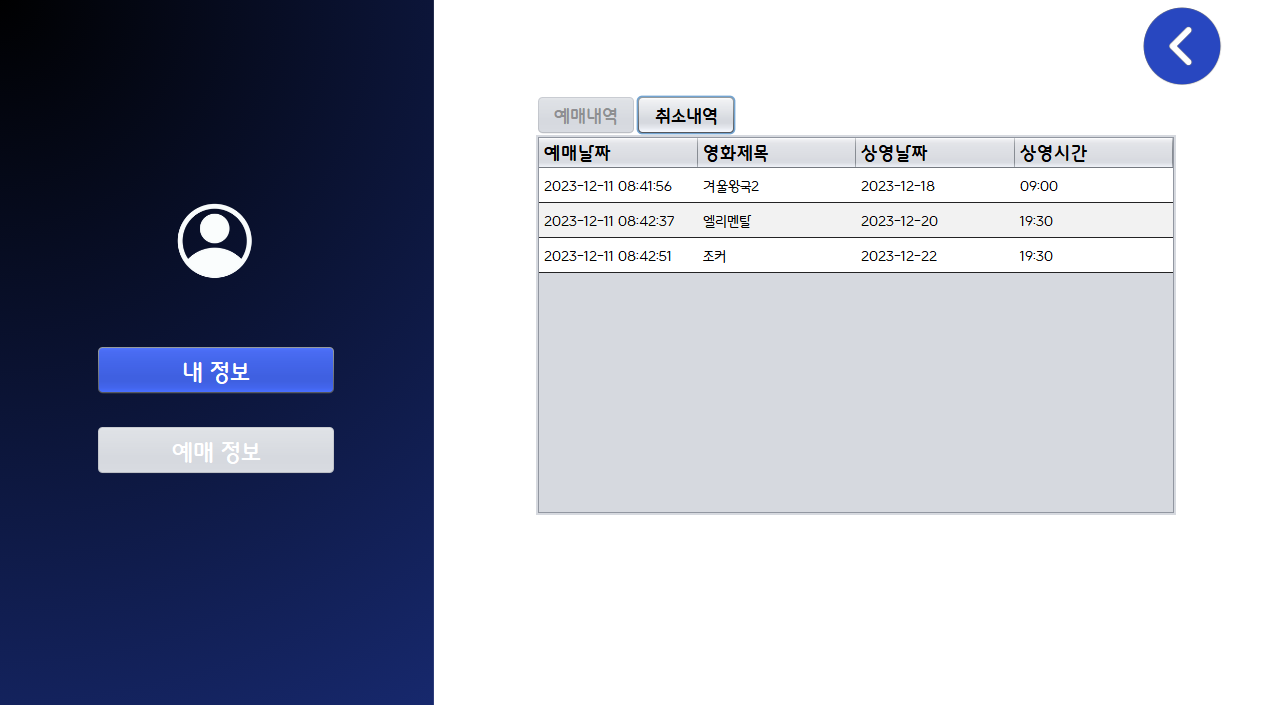 예매내역 취소내역
예매날짜 영화제목 상영날짜 상영시간
2023-12-11 08:41:56 겨울왕국2 2023-12-18 09:00
2023-12-11 08:42:37 엘리멘탈 2023-12-20 19:30
2023-12-11 08:42:51 조커 2023-12-22 19:30
내 정보
예매 정보